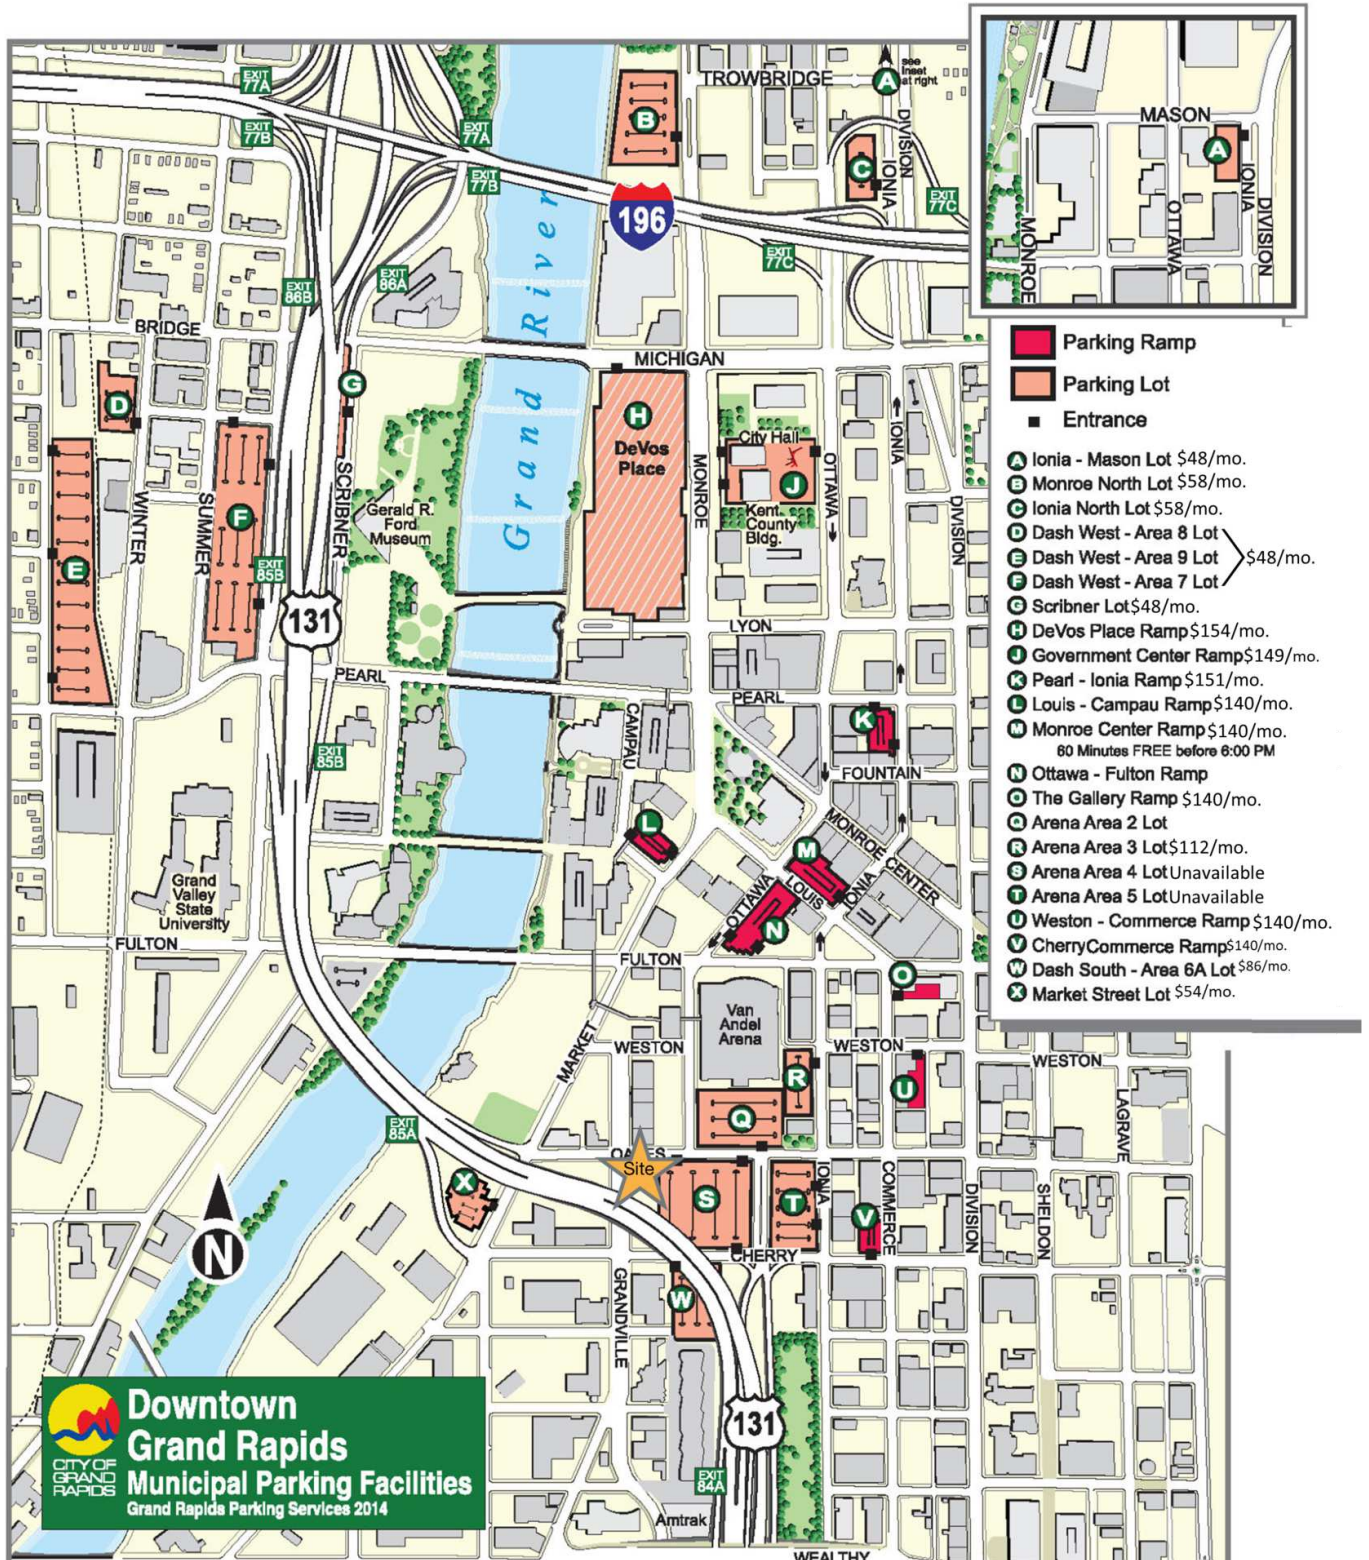 TROWBRIDGE
see
inset
at right
A
EXIT
77A
EXIT
77B
EXIT
77A
EXIT
77B
B
C
DIVISION
IONIA
EXIT
77C
EXIT
77C
196
MASON
A
IONIA
DIVISION
OTTAWA
MONROE
Grand River
EXIT
86B
EXIT
86A
BRIDGE
MICHIGAN
D
G
H
DeVos
Place
City Hall
J
Kent
County
Bldg.
MONROE
OTTAWA
IONIA
DIVISION
E
F
WINTER
SUMMER
SCRIBNER
Gerald R.
Ford
Museum
EXIT
85B
131
LYON
PEARL
PEARL
CAMPAU
K
FOUNTAIN
EXIT
85B
L
M
MONROE CENTER
LOUIS
IONIA
OTTAWA
N
Grand
Valley
State
University
FULTON
FULTON
O
Van
Andel
Arena
MARKET
WESTON
WESTON
WESTON
R
U
Q
LAGRAVE
EXIT
85A
OAKES
Site
X
S
T
V
IONIA
COMMERCE
DIVISION
SHELDON
CHERRY
W
GRANDVILLE
131
EXIT
84A
Amtrak
WEALTHY
N
Parking Ramp
Parking Lot
Entrance
A Ionia - Mason Lot $48/mo.
B Monroe North Lot $58/mo.
C Ionia North Lot $58/mo.
D Dash West - Area 8 Lot
E Dash West - Area 9 Lot $48/mo.
F Dash West - Area 7 Lot
G Scribner Lot $48/mo.
H DeVos Place Ramp $154/mo.
J Government Center Ramp $149/mo.
K Pearl - Ionia Ramp $151/mo.
L Louis - Campau Ramp $140/mo.
M Monroe Center Ramp $140/mo.
60 Minutes FREE before 6:00 PM
N Ottawa - Fulton Ramp
O The Gallery Ramp $140/mo.
Q Arena Area 2 Lot
R Arena Area 3 Lot $112/mo.
S Arena Area 4 Lot Unavailable
T Arena Area 5 Lot Unavailable
U Weston - Commerce Ramp $140/mo.
V CherryCommerce Ramp $140/mo.
W Dash South - Area 6A Lot $86/mo.
X Market Street Lot $54/mo.
CITY OF
GRAND
RAPIDS
Downtown
Grand Rapids
Municipal Parking Facilities
Grand Rapids Parking Services 2014